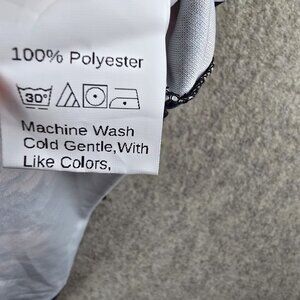 100% Polyester
30°
Machine Wash
Cold Gentle,With
Like Colors,